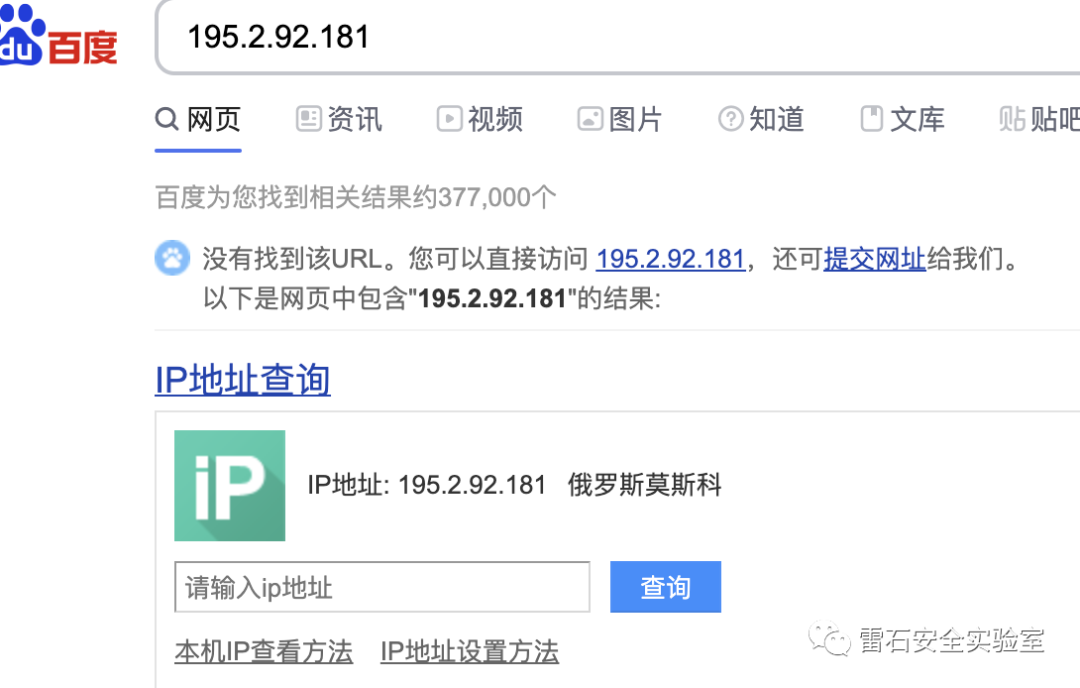 du 百度
195.2.92.181
网页 资讯 视频 图片 知道 文库 贴 贴吧
百度为您找到相关结果约377,000个
没有找到该URL。您可以直接访问 195.2.92.181，还可提交网址给我们。
以下是网页中包含"195.2.92.181"的结果:
IP地址查询
iP
IP地址: 195.2.92.181 俄罗斯莫斯科
请输入ip地址 查询
本机IP查看方法 IP地址设置方法
雷石安全实验室